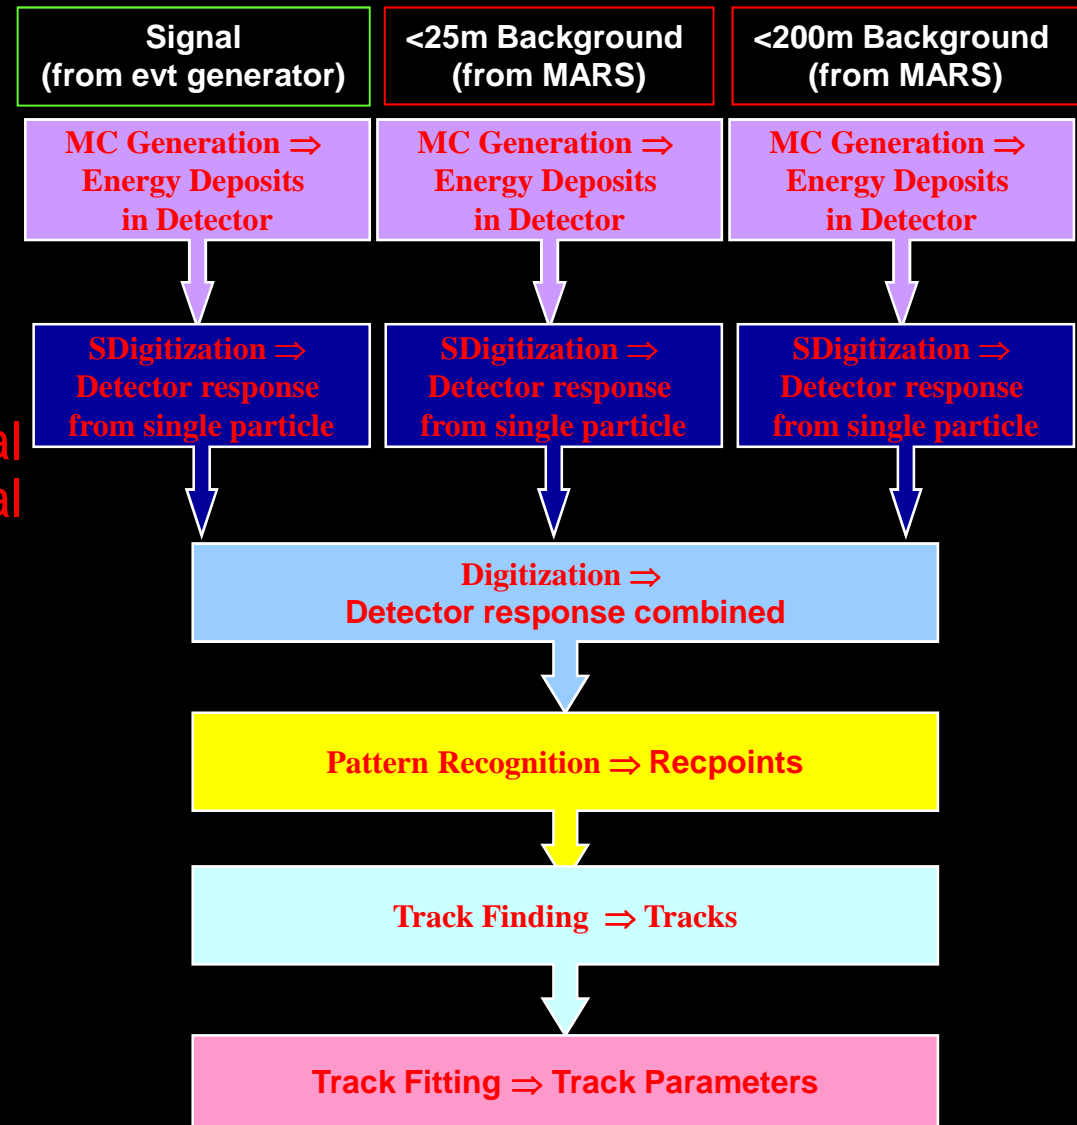 Signal
(from evt generator)
<25m Background
(from MARS)
<200m Background
(from MARS)
MC Generation ⇒
Energy Deposits
in Detector
MC Generation ⇒
Energy Deposits
in Detector
MC Generation ⇒
Energy Deposits
in Detector
SDigitization ⇒
Detector response
from single particle
SDigitization ⇒
Detector response
from single particle
SDigitization ⇒
Detector response
from single particle
al
al
Digitization ⇒
Detector response combined
Pattern Recognition ⇒ Recpoints
Track Finding ⇒ Tracks
Track Fitting ⇒ Track Parameters